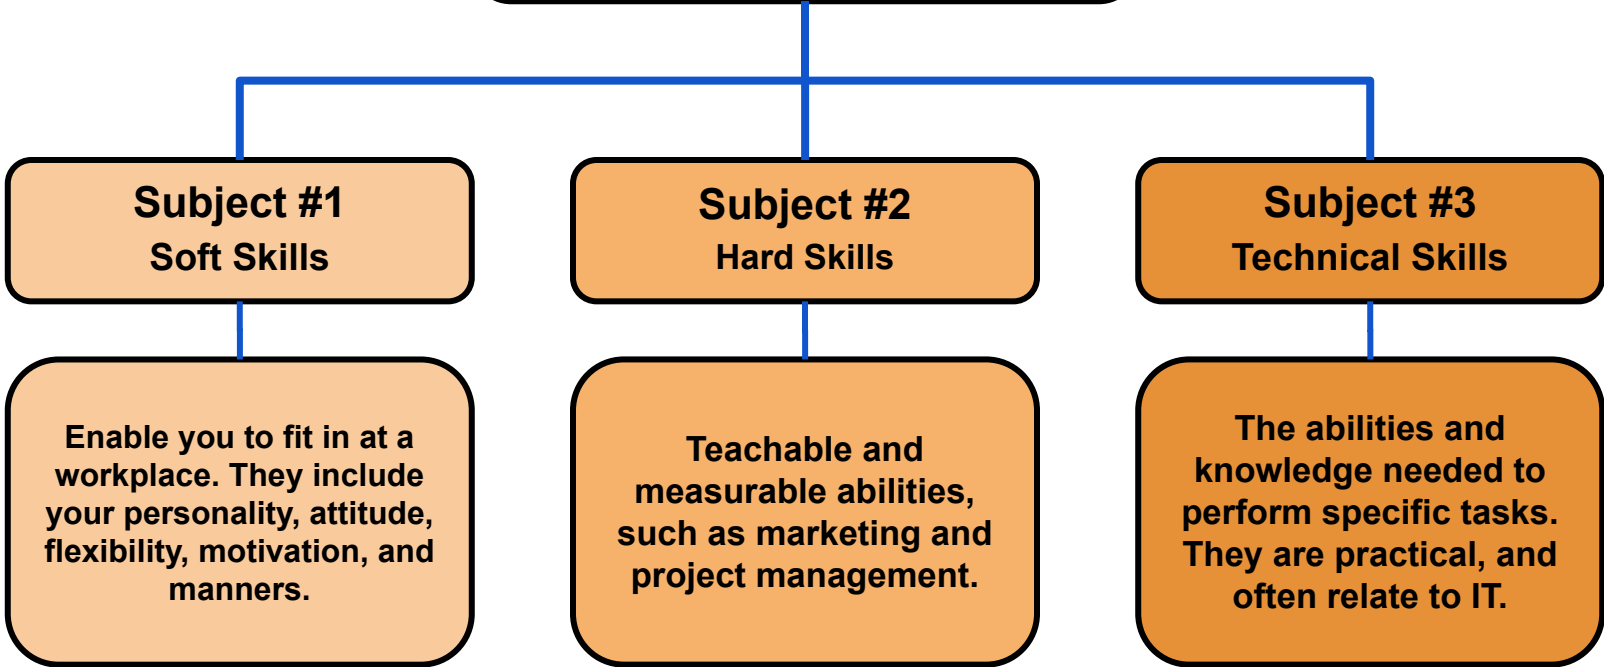 Subject #1
Soft Skills
Subject #2
Hard Skills
Subject #3
Technical Skills
Enable you to fit in at a
workplace. They include
your personality, attitude,
flexibility, motivation, and
manners.
Teachable and
measurable abilities,
such as marketing and
project management.
The abilities and
knowledge needed to
perform specific tasks.
They are practical, and
often relate to IT.